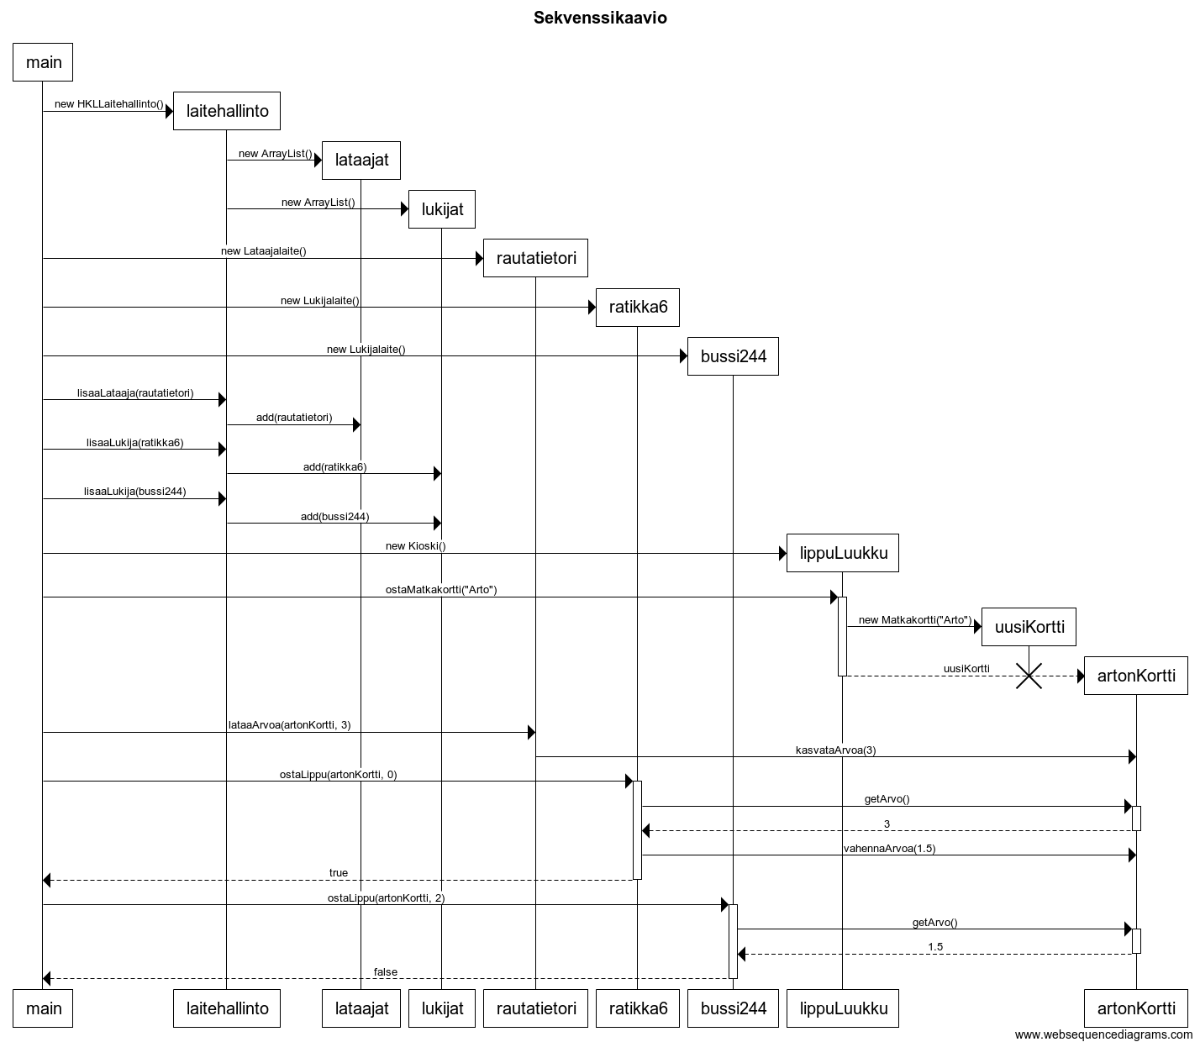 Sekvenssikaavio
main
new HKLLaitehallinto()
laitehallinto
new ArrayList()
lataajat
new ArrayList()
lukijat
new Lataajalaite()
rautatietori
new Lukijalaite()
ratikka6
new Lukijalaite()
bussi244
lisaaLataaja(rautatietori)
add(rautatietori)
lisaaLukija(ratikka6)
add(ratikka6)
lisaaLukija(bussi244)
add(bussi244)
new Kioski()
lippuLuukku
ostaMatkakortti("Arto")
new Matkakortti("Arto")
uusiKortti
uusiKortti
artonKortti
lataaArvoa(artonKortti, 3)
kasvataArvoa(3)
ostaLippu(artonKortti, 0)
getArvo()
3
vahennaArvoa(1.5)
true
ostaLippu(artonKortti, 2)
getArvo()
1.5
false
main
laitehallinto
lataajat
lukijat
rautatietori
ratikka6
bussi244
lippuLuukku
artonKortti
www.websequencediagrams.com